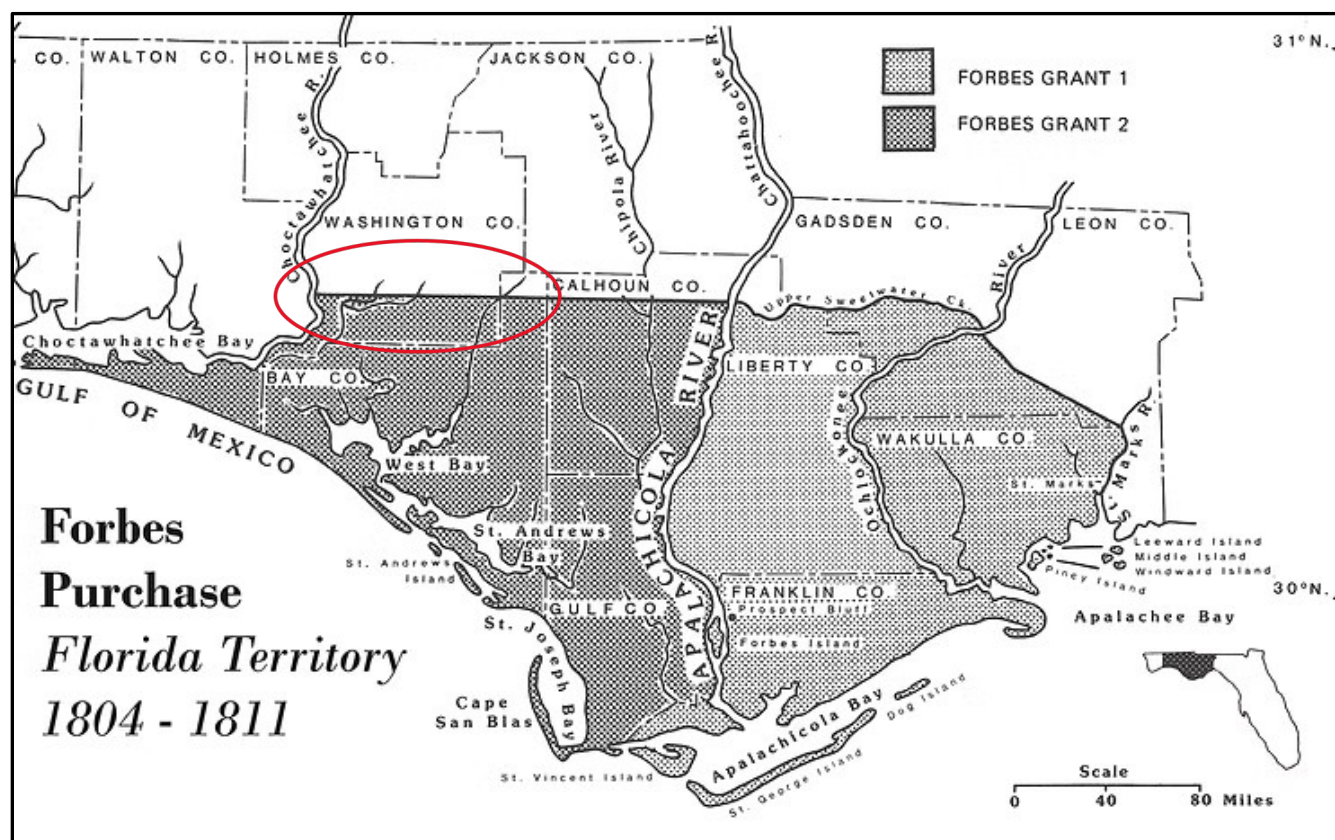 31° N.
CO.
WALTON CO.
HOLMES CO.
JACKSON CO.
Choctawhatchee R.
Chipola River
Chattahoochee R.
FORBES GRANT 1
FORBES GRANT 2
WASHINGTON CO.
GADSDEN CO.
LEON CO.
CALHOUN CO.
Upper Sweetwater Ck.
River
Ochlockonee
Choctawhatchee Bay
BAY CO.
LIBERTY CO.
GULF OF MEXICO
APALACHICOLA RIVER
WAKULLA CO.
St. Marks
St. Marks R.
West Bay
St. Andrews
Bay
St. Andrews
Island
Leeward Island
Middle Island
Windward Island
Piney Island
30° N.
GULF CO.
FRANKLIN CO.
Prospect Bluff
Forbes Island
Apalachee Bay
St. Joseph Bay
Cape
San Blas
Apalachicola Bay
Dog Island
St. Vincent Island
St. George Island
Forbes
Purchase
Florida Territory
1804 - 1811
Scale
0 40 80 Miles